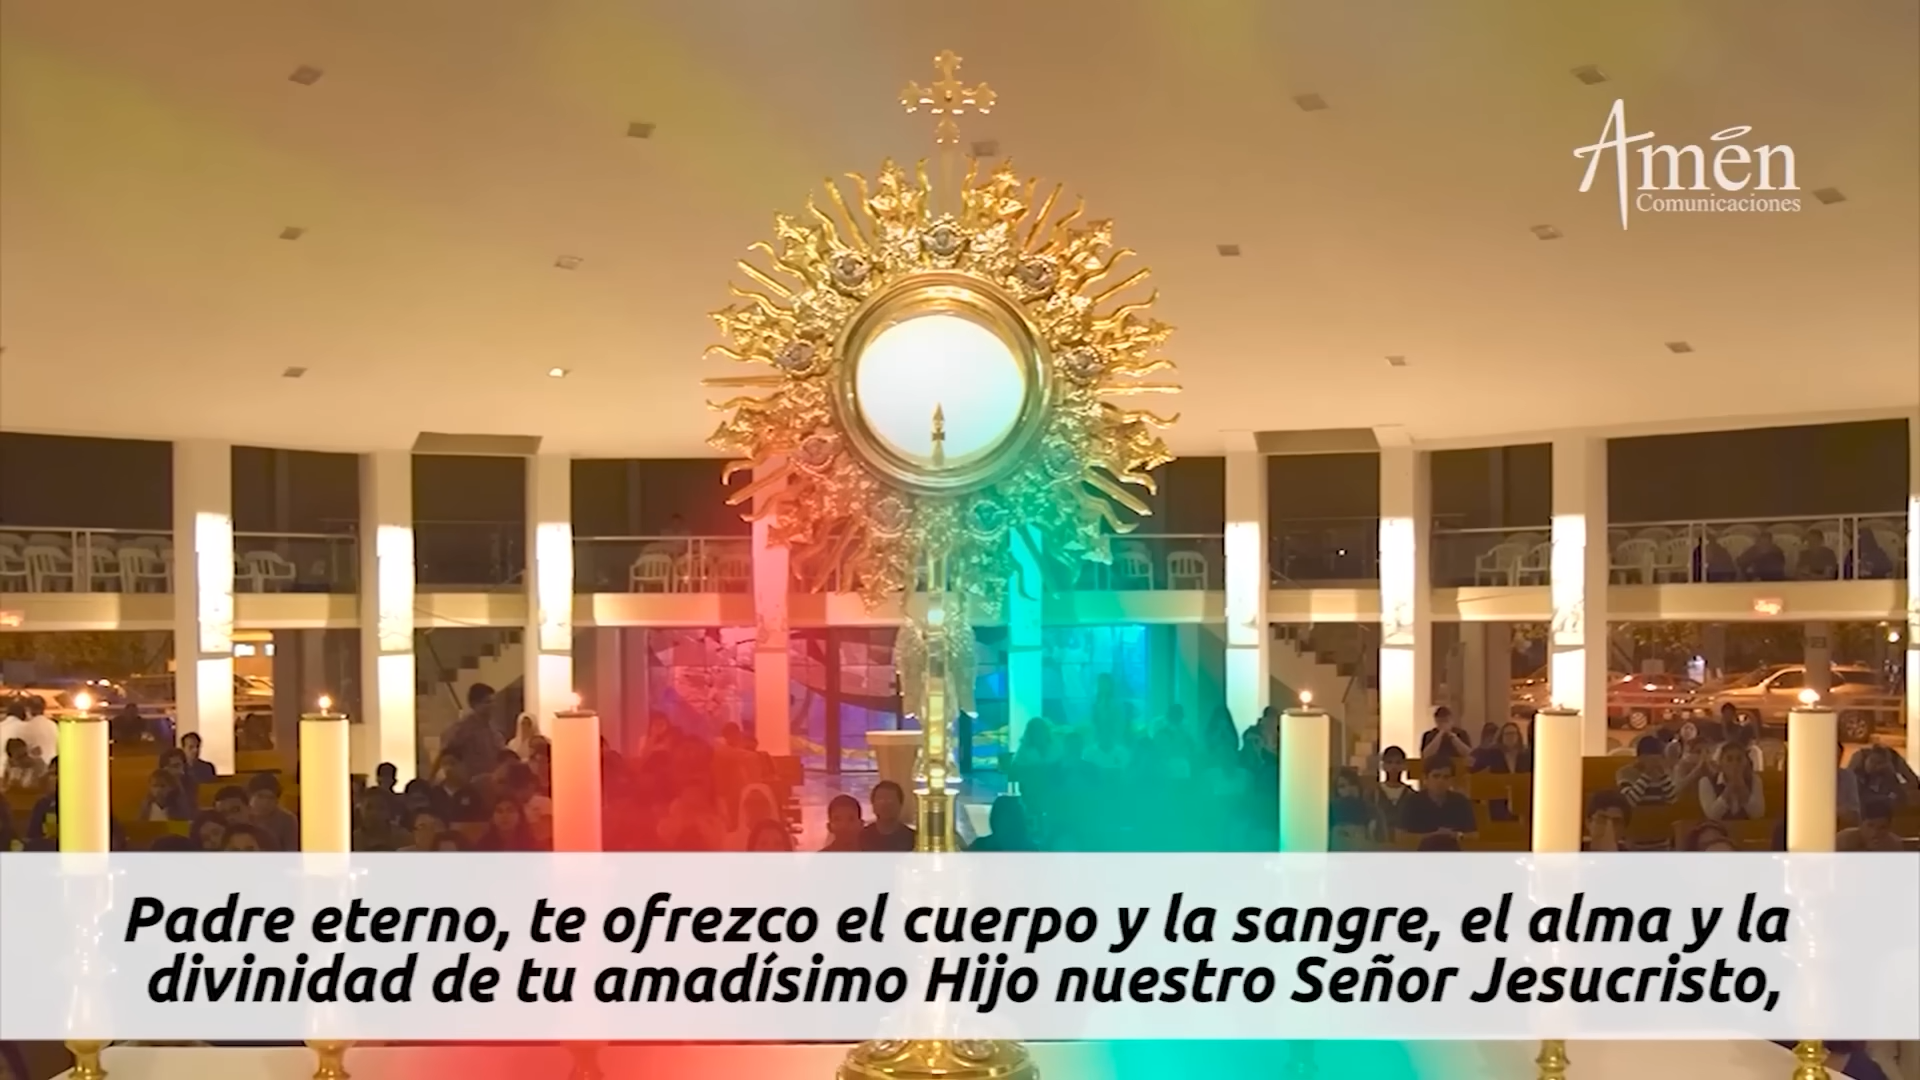 Amén
Comunicaciones
Padre eterno, te ofrezco el cuerpo y la sangre, el alma y la
divinidad de tu amadísimo Hijo nuestro Señor Jesucristo,